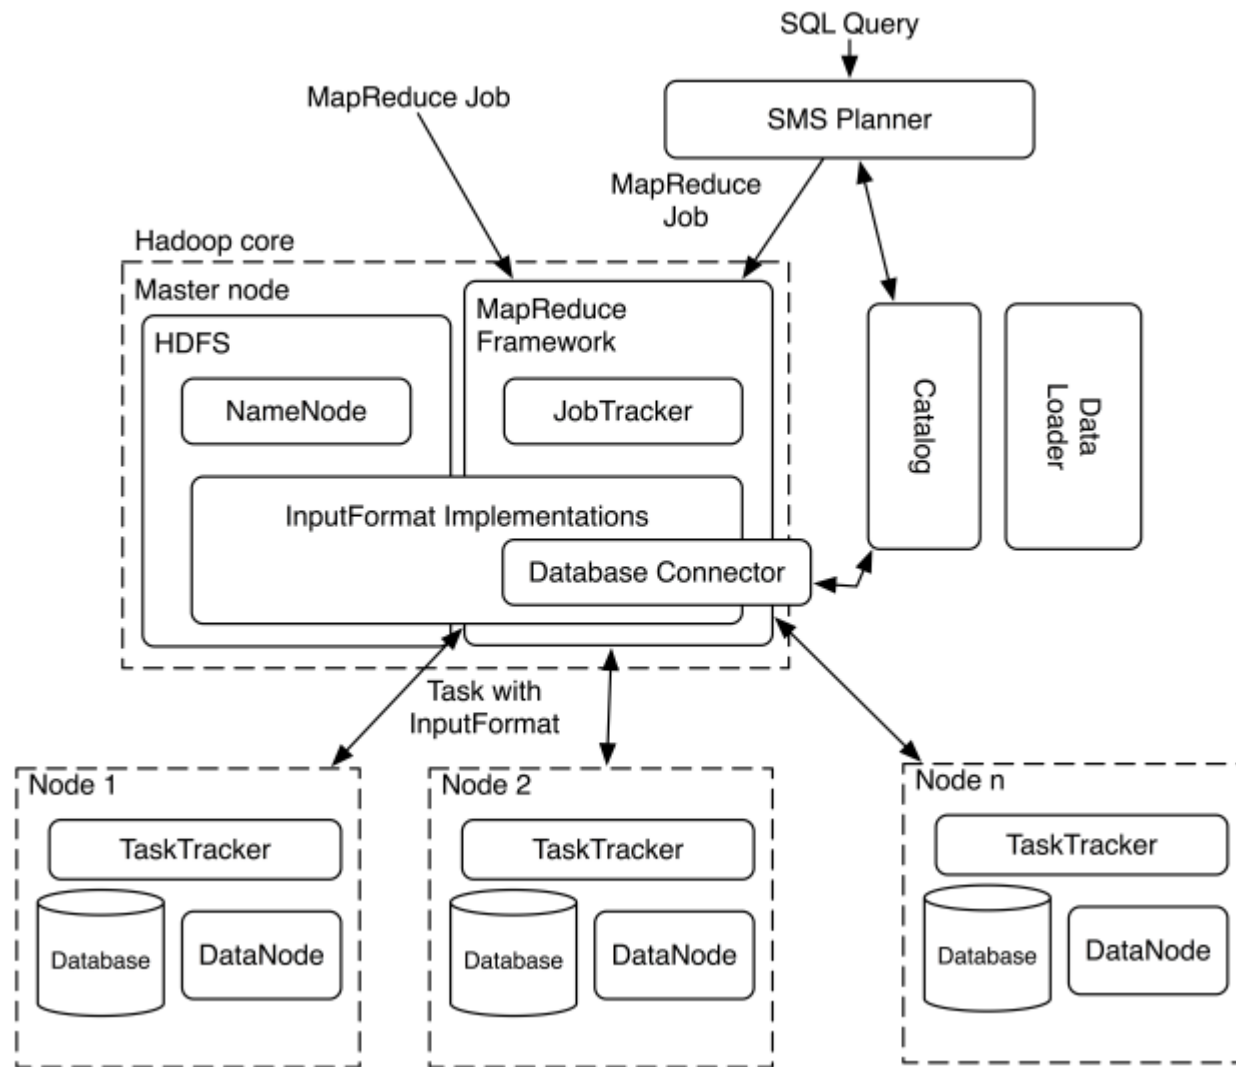 SQL Query
SMS Planner
MapReduce Job
MapReduce
Job
Hadoop core
Master node
HDFS
MapReduce
Framework
NameNode
JobTracker
Catalog
Data
Loader
InputFormat Implementations
Database Connector
Task with
InputFormat
Node 1
TaskTracker
Database
DataNode
Node 2
TaskTracker
Database
DataNode
Node n
TaskTracker
Database
DataNode